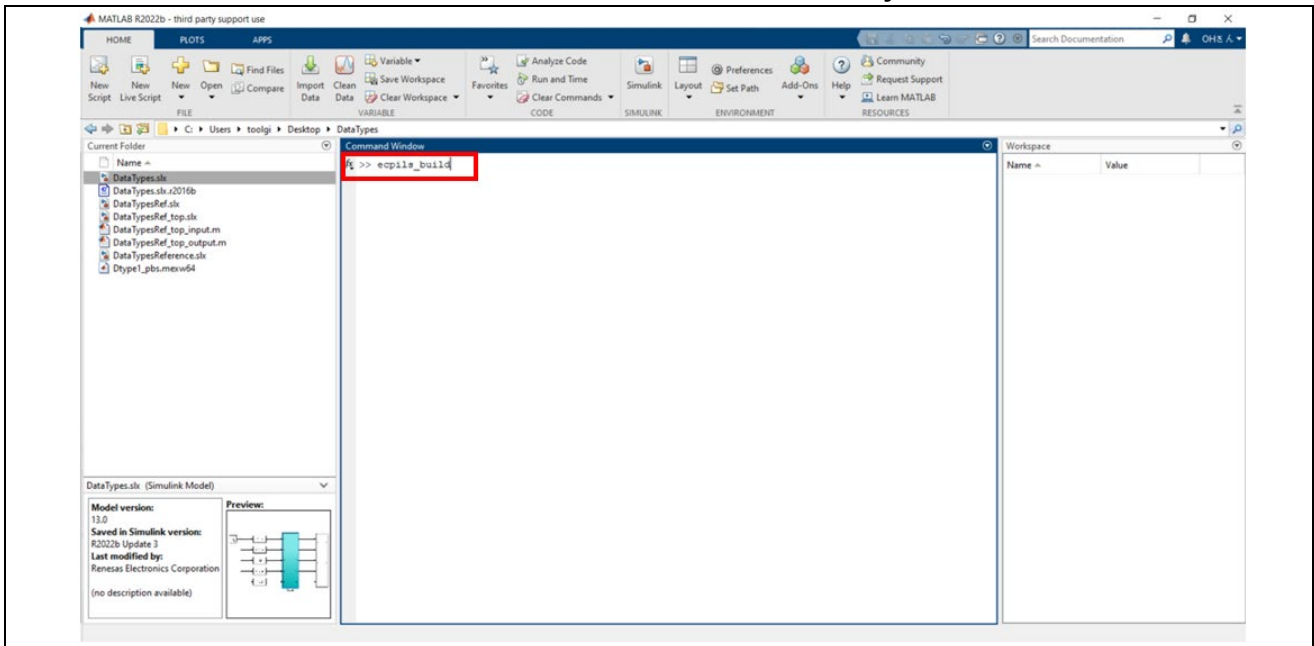 MATLAB R2022b - third party support use
HOME PLOTS APPS
Search Documentation
New Script
New Live Script
New
Open
Find Files
Compare
Import Data
Clean Data
Variable
Save Workspace
Clear Workspace
Favorites
Analyze Code
Run and Time
Clear Commands
Simulink
Layout
Preferences
Set Path
Add-Ons
Help
Community
Request Support
Learn MATLAB
FILE VARIABLE CODE SIMULINK ENVIRONMENT RESOURCES
C: Users toolgi Desktop DataTypes
Current Folder
Name
DataTypes.slx
DataTypes.slx.r2016b
DataTypesRef.slx
DataTypesRef_top.slx
DataTypesRef_top_input.m
DataTypesRef_top_output.m
DataTypesReference.slx
Dtype1_pbs.mexw64
Command Window
fx >> ecpils_build
Workspace
Name Value
DataTypes.slx (Simulink Model)
Model version:
13.0
Saved in Simulink version:
R2022b Update 3
Last modified by:
Renesas Electronics Corporation
(no description available)
Preview: